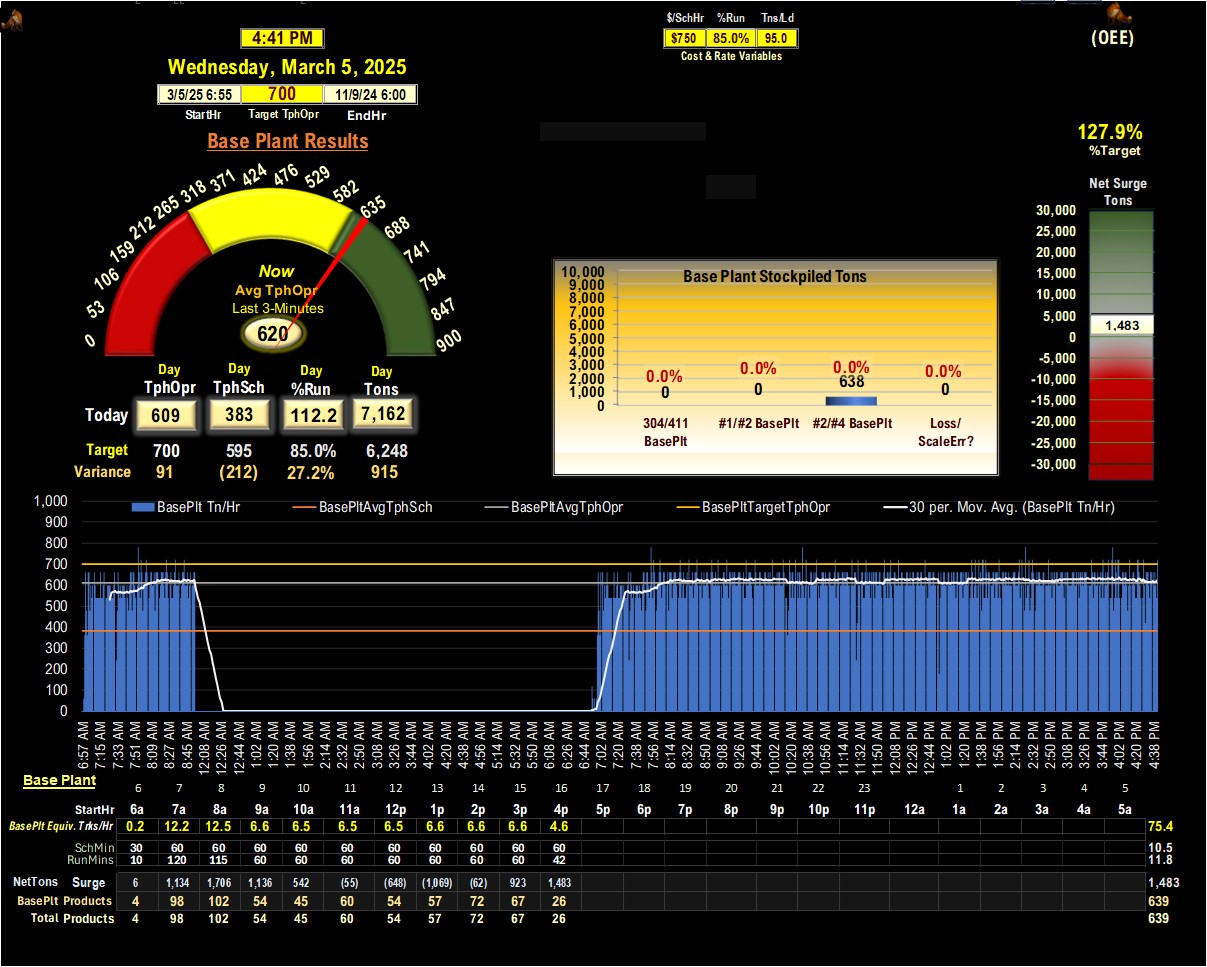 $/SchHr %Run Tns/Ld
4:41 PM
$750 85.0% 95.0
(OEE)
Cost & Rate Variables
Wednesday, March 5, 2025
3/5/25 6:55 700 11/9/24 6:00
StartHr Target TphOpr EndHr
127.9%
%Target
Base Plant Results
Net Surge
Tons
0 53 106 159 212 265 318 371 424 476 529 582 635 688 741 794 847 900
Now
Avg TphOpr
Last 3-Minutes
620
Base Plant Stockpiled Tons
10,000
9,000
8,000
7,000
6,000
5,000
4,000
3,000
2,000
1,000
0
0.0% 0.0% 0.0% 0.0%
0 0 638 0
304/411 BasePlt
#1/#2 BasePlt
#2/#4 BasePlt
Loss/ ScaleErr?
30,000
25,000
20,000
15,000
10,000
5,000
0
-5,000
-10,000
-15,000
-20,000
-25,000
-30,000
1,483
Day Day Day Day
TphOpr TphSch %Run Tons
Today 609 383 112.2 7,162
Target 700 595 85.0% 6,248
Variance 91 (212) 27.2% 915
BasePlt Tn/Hr BasePltAvgTphSch BasePltAvgTphOpr BasePltTargetTphOpr 30 per. Mov. Avg. (BasePlt Tn/Hr)
1,000
900
800
700
600
500
400
300
200
100
0
6:57 AM 7:15 AM 7:33 AM 7:51 AM 8:09 AM 8:27 AM 8:45 AM 12:08 AM 12:26 AM 12:44 AM 1:02 AM 1:20 AM 1:38 AM 1:56 AM 2:14 AM 2:32 AM 2:50 AM 3:08 AM 3:26 AM 3:44 AM 4:02 AM 4:20 AM 4:38 AM 4:56 AM 5:14 AM 5:32 AM 5:50 AM 6:08 AM 6:26 AM 6:51 AM 7:02 AM 7:20 AM 7:38 AM 7:56 AM 8:14 AM 8:32 AM 8:50 AM 9:08 AM 9:26 AM 9:44 AM 10:02 AM 10:20 AM 10:38 AM 10:56 AM 11:14 AM 11:32 AM 11:50 AM 12:08 PM 12:26 PM 12:44 PM 1:02 PM 1:20 PM 1:38 PM 1:56 PM 2:14 PM 2:32 PM 2:50 PM 3:08 PM 3:26 PM 3:44 PM 4:02 PM 4:20 PM 4:38 PM
Base Plant
6 7 8 9 10 11 12 13 14 15 16 17 18 19 20 21 22 23 1 2 3 4 5
StartHr 6a 7a 8a 9a 10a 11a 12p 1p 2p 3p 4p 5p 6p 7p 8p 9p 10p 11p 12a 1a 2a 3a 4a 5a
BasePlt Equiv. Trks/Hr 0.2 12.2 12.5 6.6 6.5 6.5 6.5 6.6 6.6 6.6 4.6 75.4
SchMin 30 60 60 60 60 60 60 60 60 60 60 10.5
RunMins 10 120 115 60 60 60 60 60 60 60 42 11.8
NetTons Surge 6 1,134 1,706 1,136 542 (55) (648) (1,069) (62) 923 1,483 1,483
BasePlt Products 4 98 102 54 45 60 54 57 72 67 26 639
Total Products 4 98 102 54 45 60 54 57 72 67 26 639